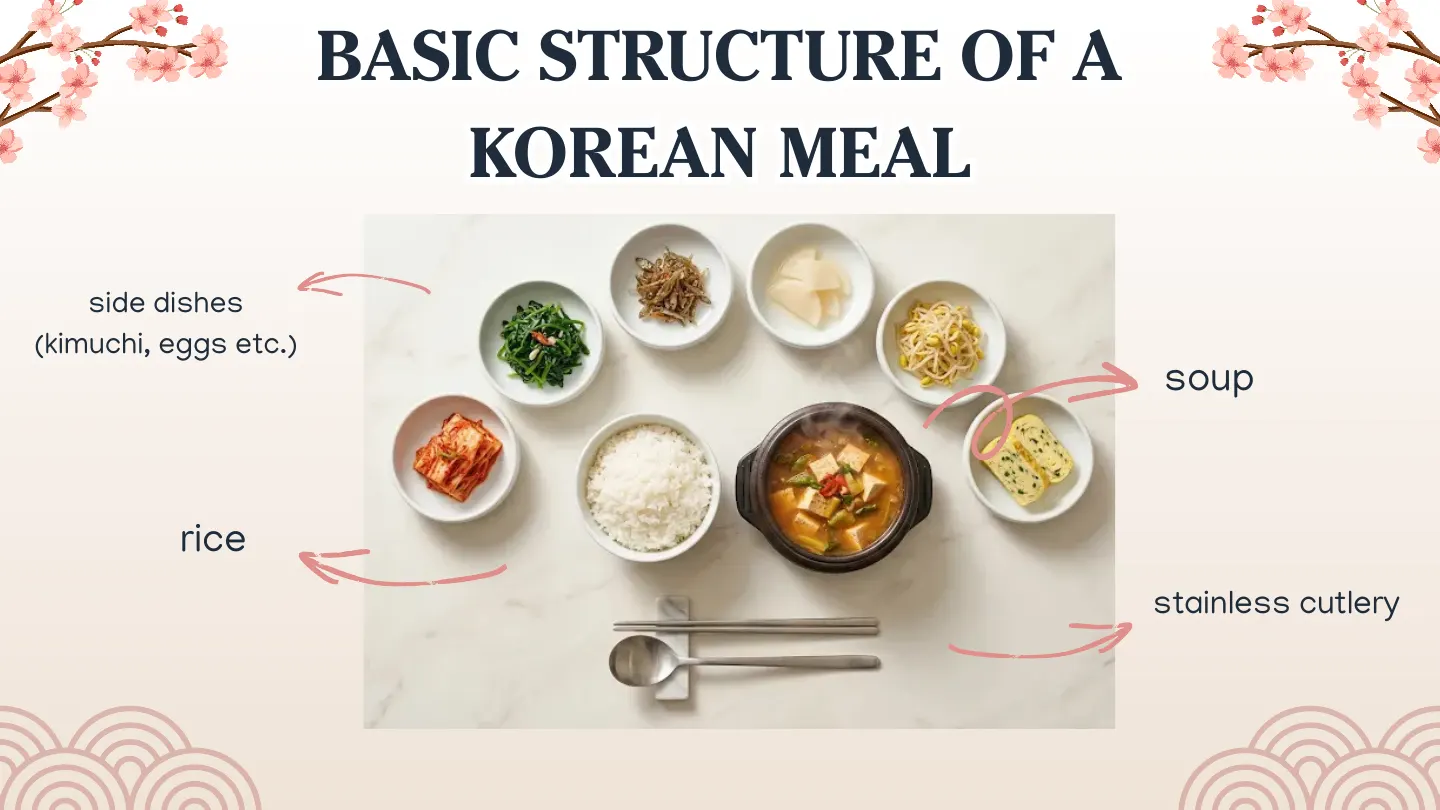 BASIC STRUCTURE OF A
KOREAN MEAL
side dishes
(kimuchi, eggs etc.)
soup
rice
stainless cutlery